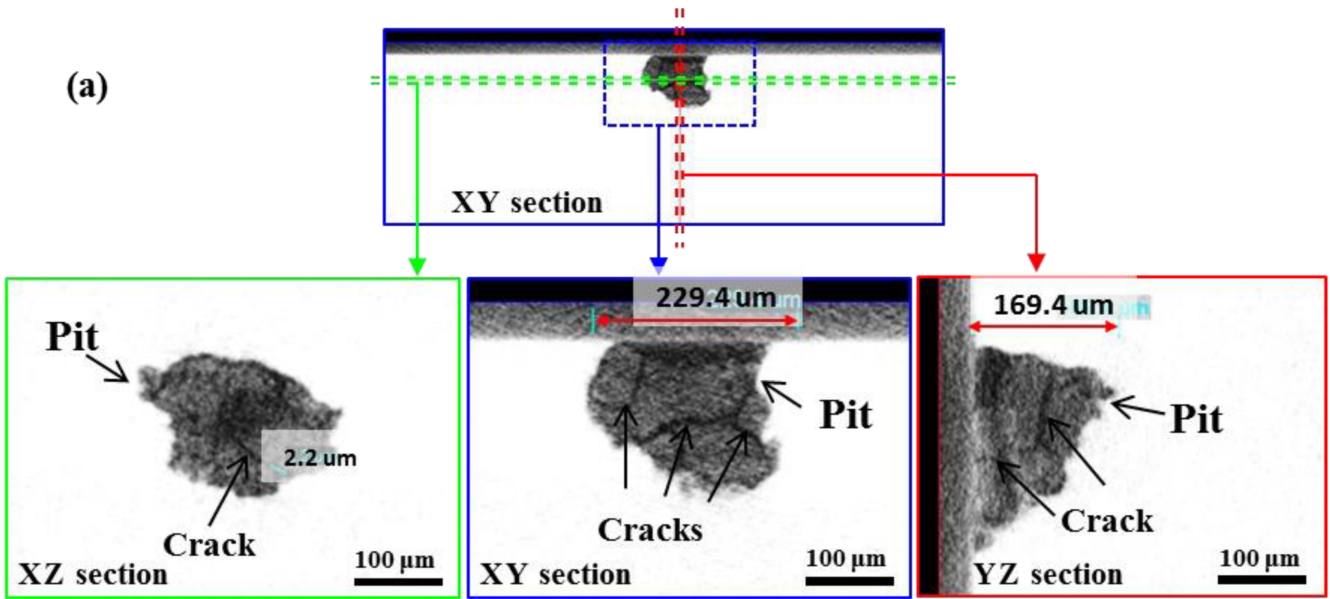 (a)
XY section
Pit
2.2 um
Crack
100 µm
XZ section
229.4 um
Pit
Cracks
100 µm
XY section
169.4 um
Pit
Crack
100 µm
YZ section